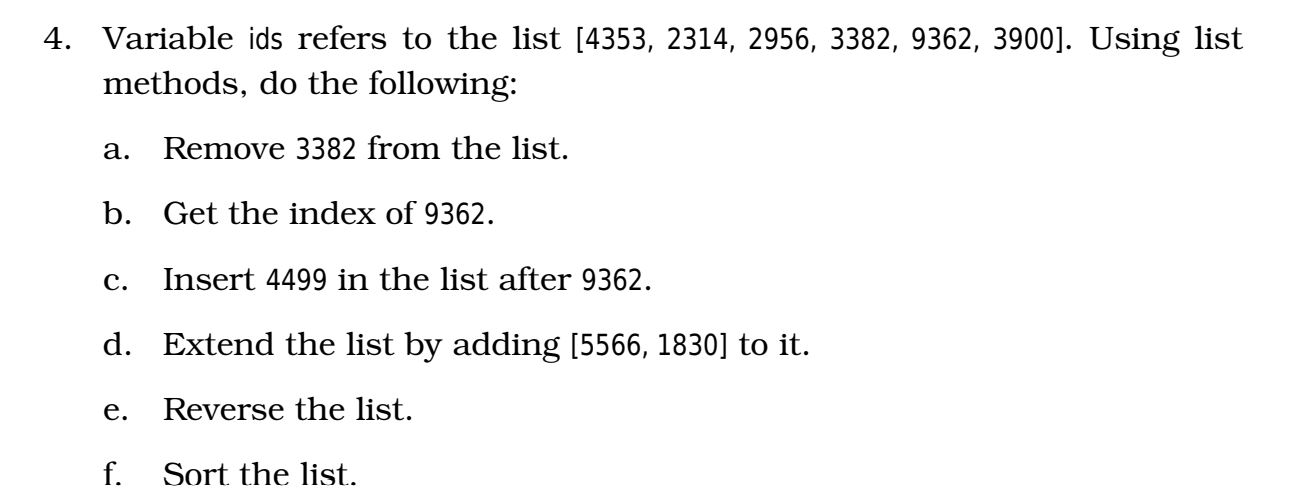 4. Variable ids refers to the list [4353, 2314, 2956, 3382, 9362, 3900]. Using list
methods, do the following:
a. Remove 3382 from the list.
b. Get the index of 9362.
c. Insert 4499 in the list after 9362.
d. Extend the list by adding [5566, 1830] to it.
e. Reverse the list.
f. Sort the list.